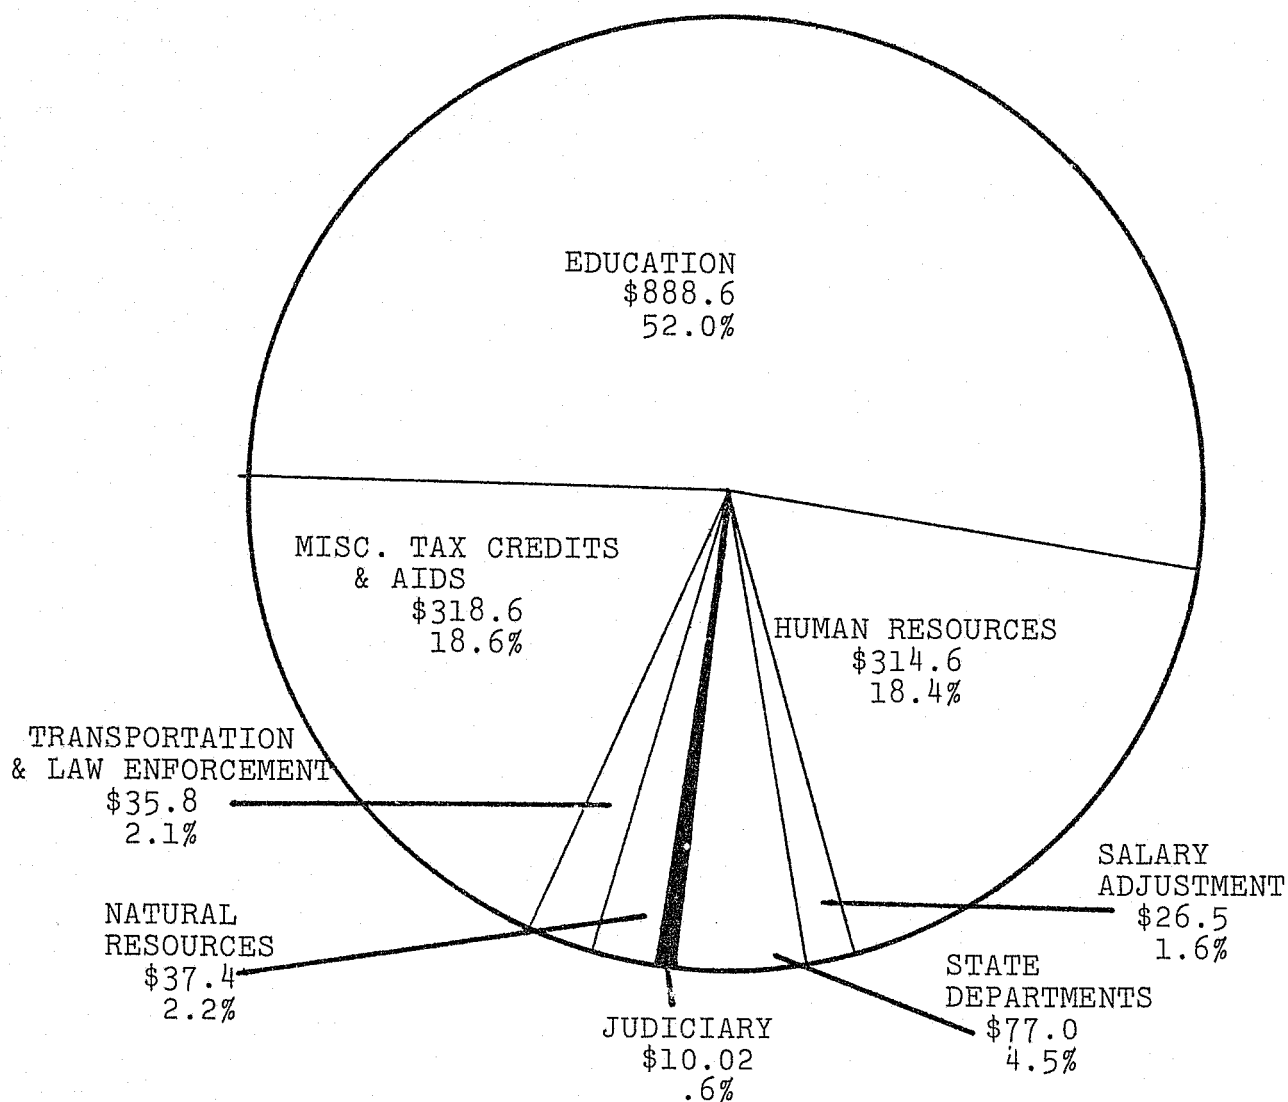 EDUCATION
$888.6
52.0%
MISC. TAX CREDITS
& AIDS
$318.6
18.6%
HUMAN RESOURCES
$314.6
18.4%
TRANSPORTATION
& LAW ENFORCEMENT
$35.8
2.1%
SALARY
ADJUSTMENT
$26.5
1.6%
NATURAL
RESOURCES
$37.4
2.2%
STATE
DEPARTMENTS
$77.0
4.5%
JUDICIARY
$10.02
.6%